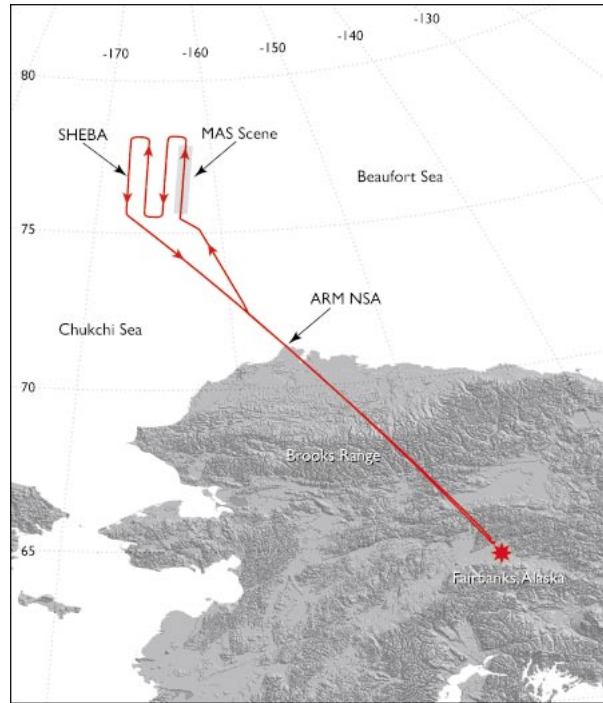 -130
-140
-150
-160
-170
80
SHEBA
MAS Scene
Beaufort Sea
75
ARM NSA
Chukchi Sea
70
Brooks Range
65
Fairbanks, Alaska